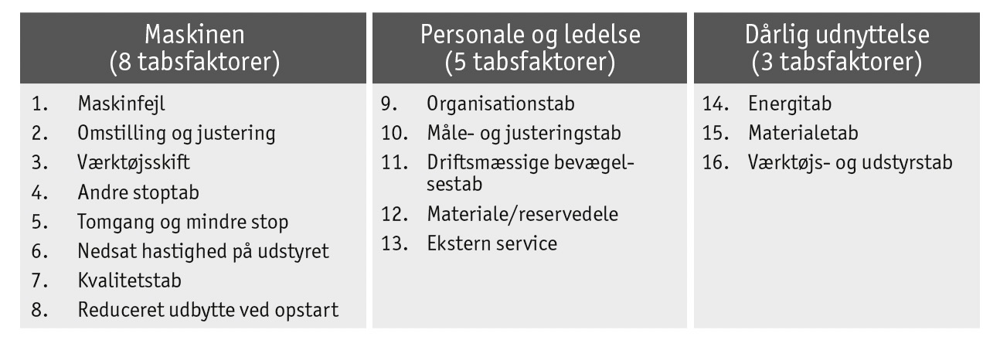 Maskinen
(8 tabsfaktorer)
1. Maskinfejl
2. Omstilling og justering
3. Værktøjsskift
4. Andre stoptab
5. Tomgang og mindre stop
6. Nedsat hastighed på udstyret
7. Kvalitetstab
8. Reduceret udbytte ved opstart
Personale og ledelse
(5 tabsfaktorer)
9. Organisationstab
10. Måle- og justeringstab
11. Driftsmæssige bevægel-
sestab
12. Materiale/reservedele
13. Ekstern service
Dårlig udnyttelse
(3 tabsfaktorer)
14. Energitab
15. Materialetab
16. Værktøjs- og udstyrstab